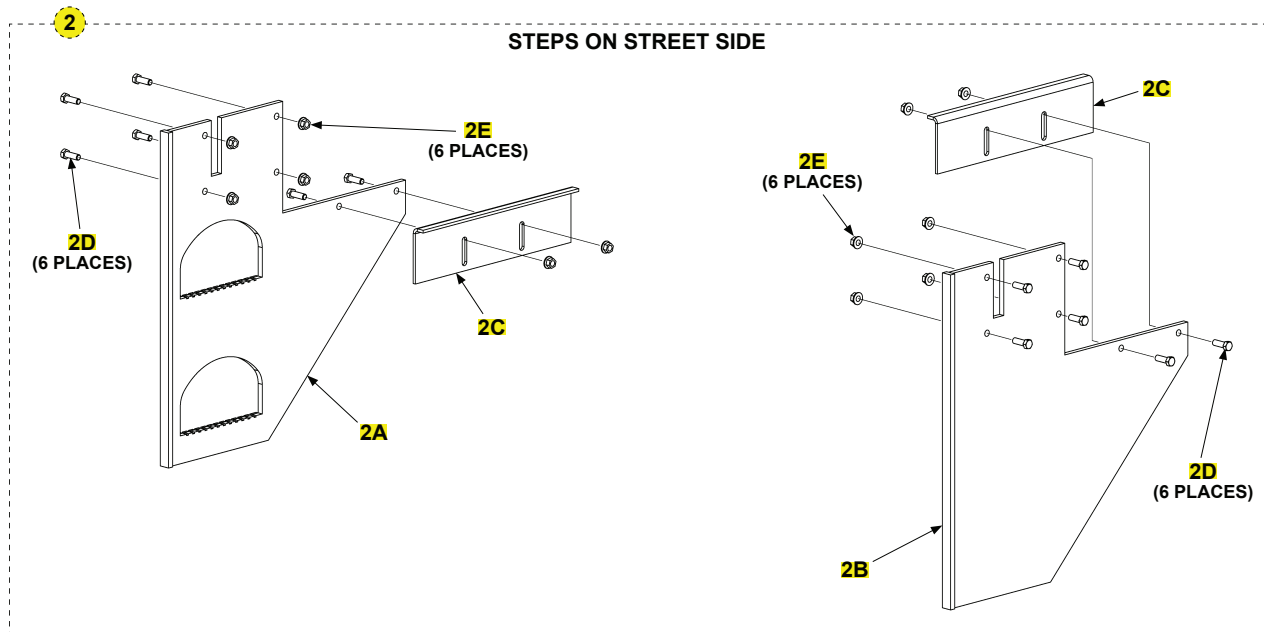 2
STEPS ON STREET SIDE
2E
(6 PLACES)
2D
(6 PLACES)
2C
2A
2C
2E
(6 PLACES)
2D
(6 PLACES)
2B